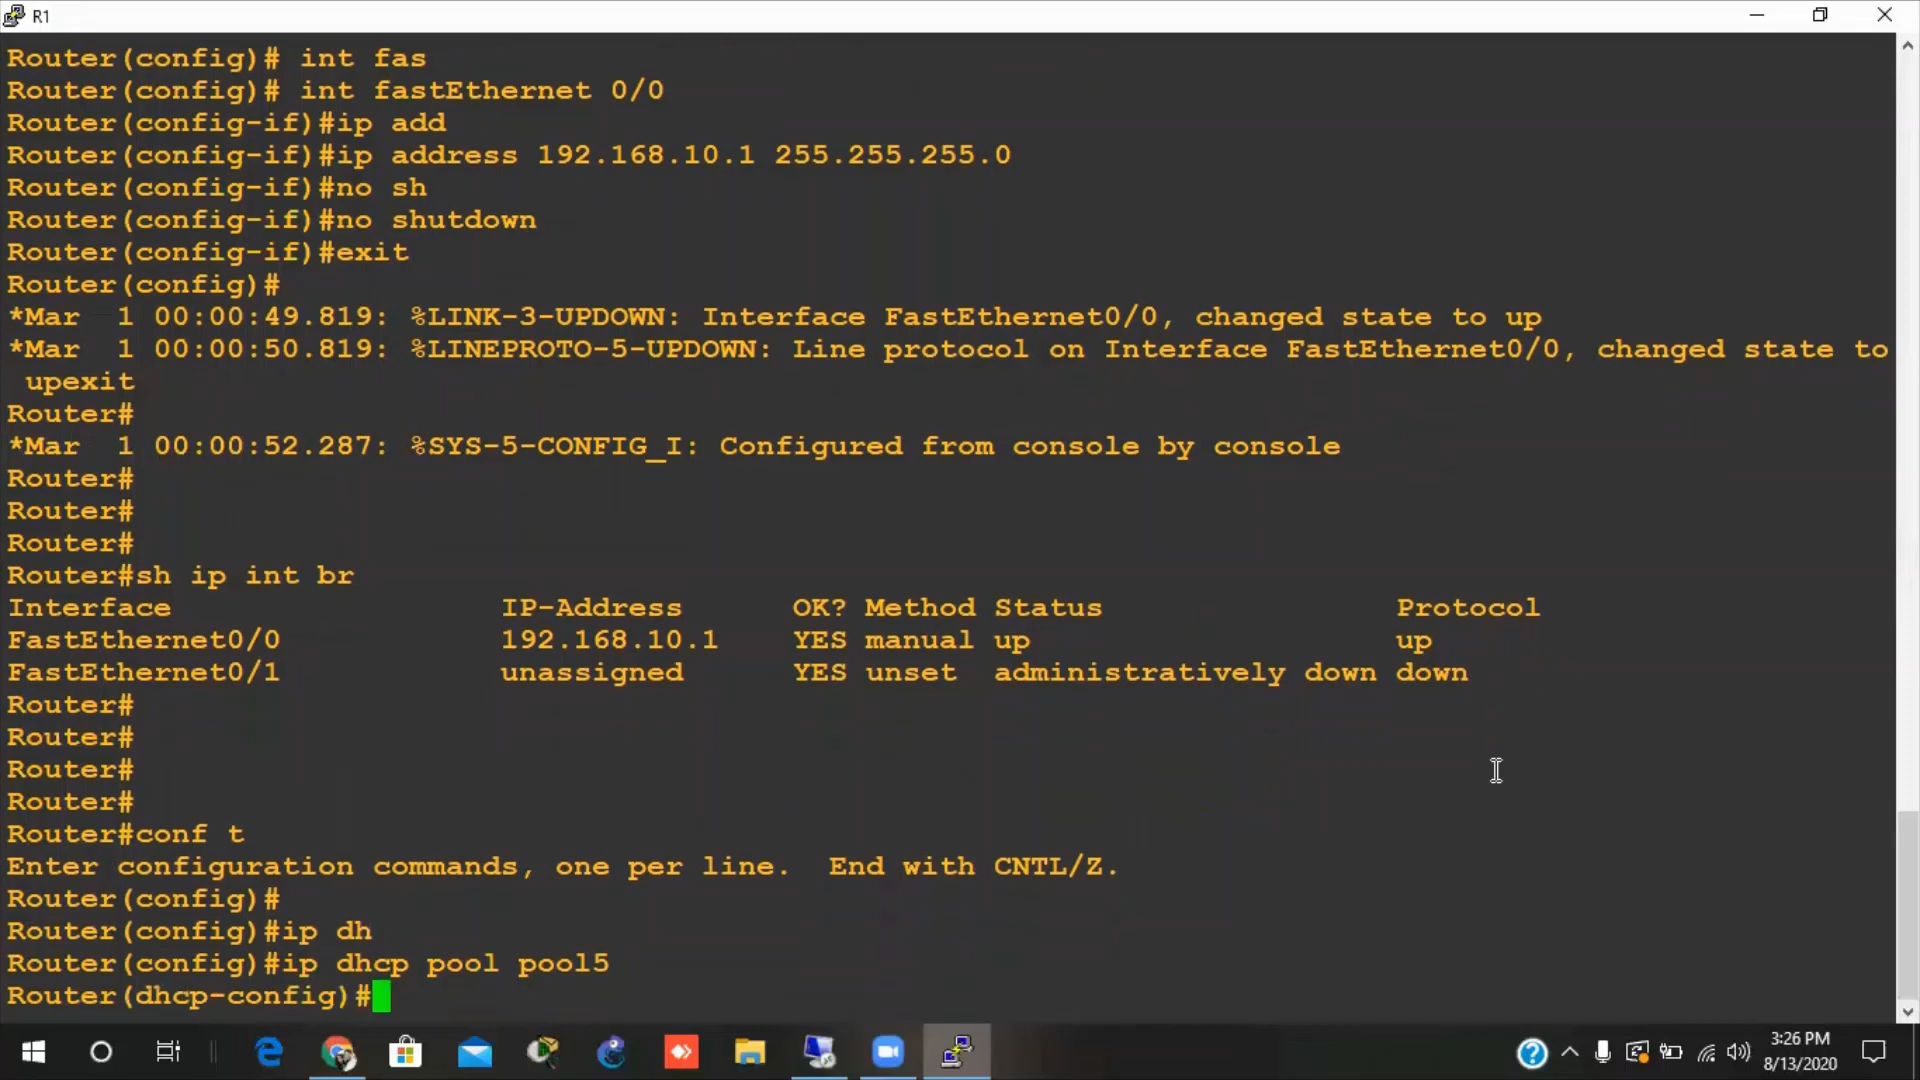 R1
Router(config)# int fas
Router(config)# int fastEthernet 0/0
Router(config-if)#ip add
Router(config-if)#ip address 192.168.10.1 255.255.255.0
Router(config-if)#no sh
Router(config-if)#no shutdown
Router(config-if)#exit
Router(config)#
*Mar  1 00:00:49.819: %LINK-3-UPDOWN: Interface FastEthernet0/0, changed state to up
*Mar  1 00:00:50.819: %LINEPROTO-5-UPDOWN: Line protocol on Interface FastEthernet0/0, changed state to
 upexit
Router#
*Mar  1 00:00:52.287: %SYS-5-CONFIG_I: Configured from console by console
Router#
Router#
Router#
Router#sh ip int br
Interface                  IP-Address      OK? Method Status                Protocol
FastEthernet0/0            192.168.10.1    YES manual up                    up
FastEthernet0/1            unassigned      YES unset  administratively down down
Router#
Router#
Router#
Router#
Router#conf t
Enter configuration commands, one per line.  End with CNTL/Z.
Router(config)#
Router(config)#ip dh
Router(config)#ip dhcp pool pool5
Router(dhcp-config)#
3:26 PM
8/13/2020